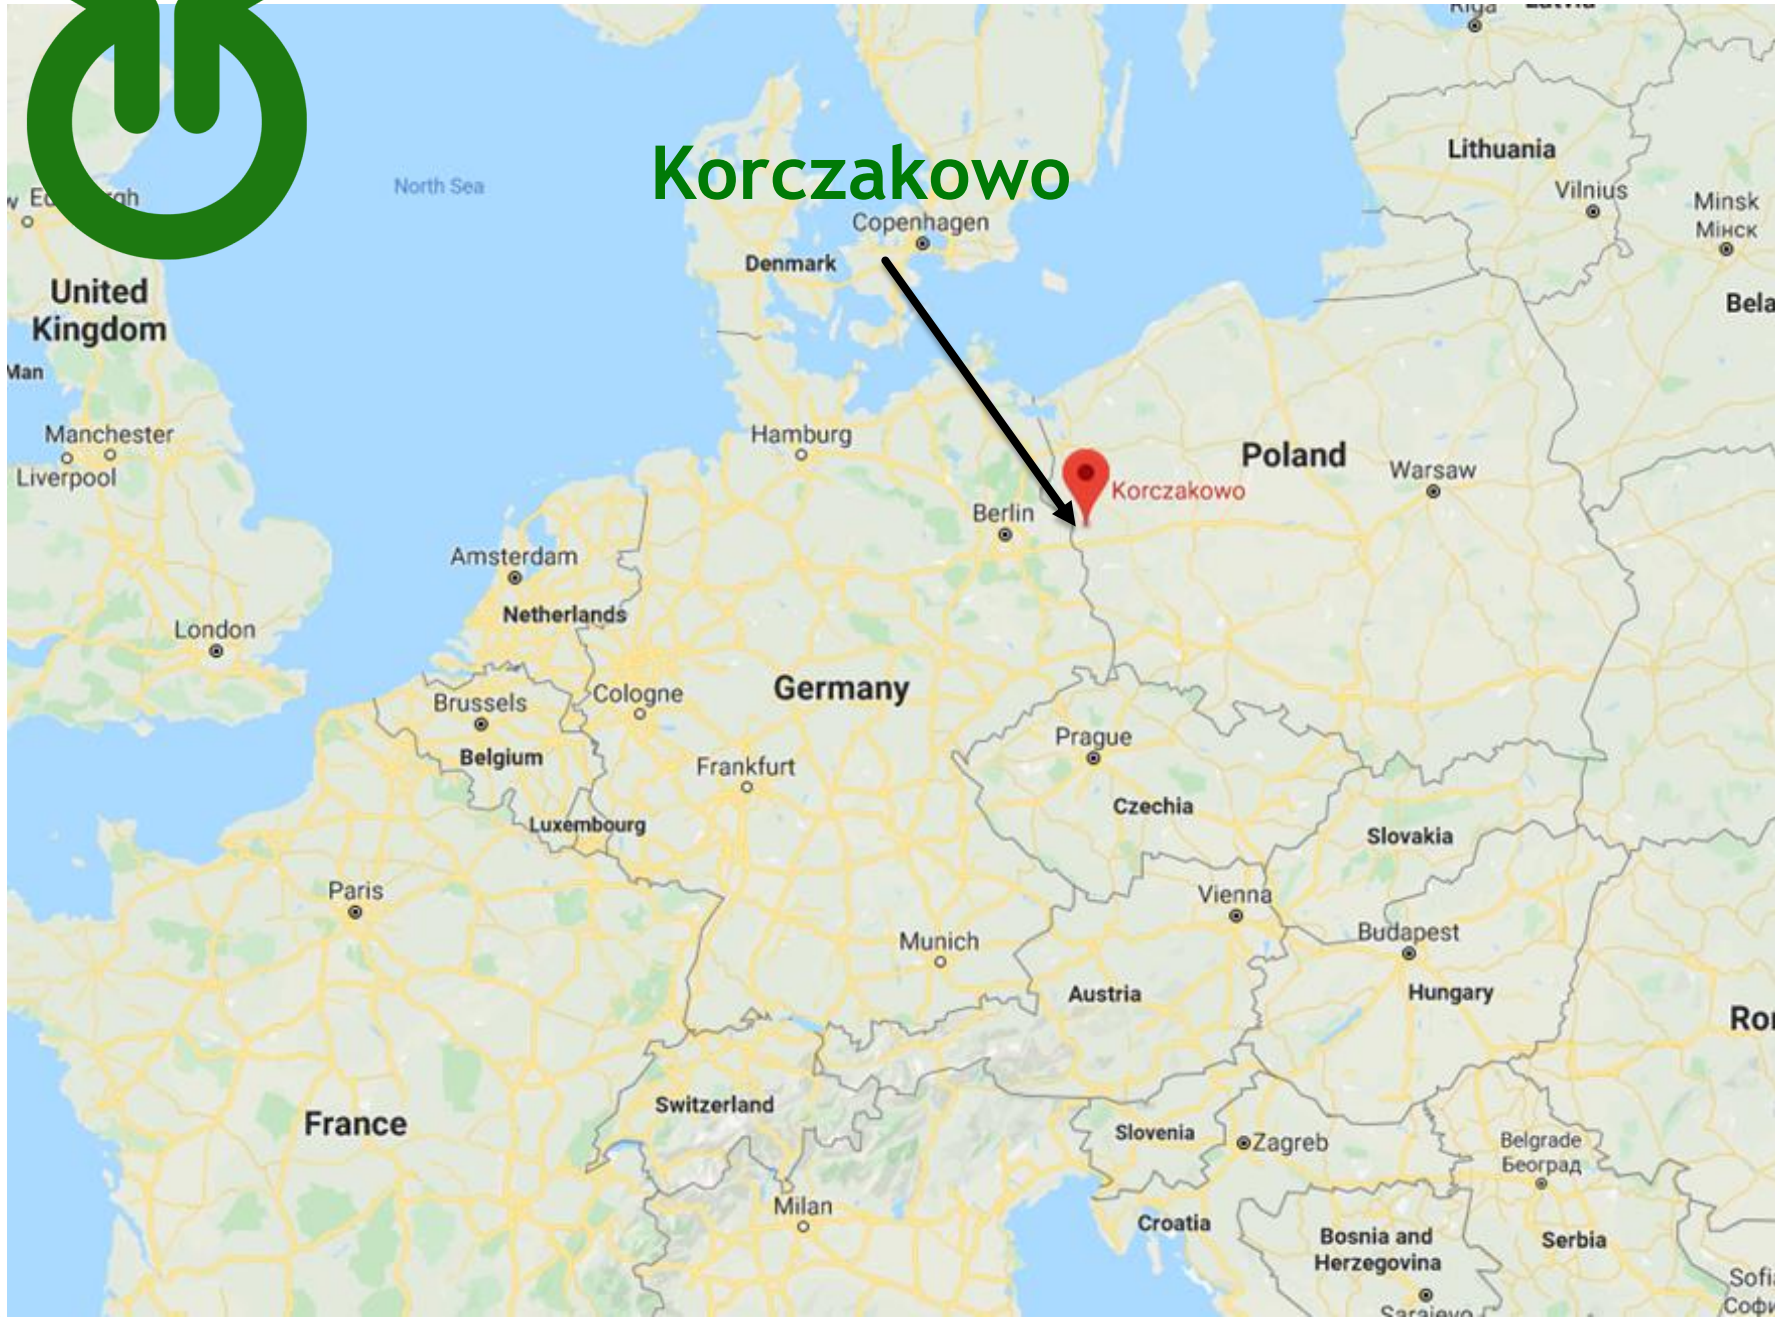 Riga
Latvia
Lithuania
Korczakowo
North Sea
Vilnius
Minsk
Мінск
Copenhagen
Denmark
United
Kingdom
Bela
Man
Manchester
Hamburg
Poland
Warsaw
Liverpool
Korczakowo
Berlin
Amsterdam
Netherlands
London
Cologne
Germany
Brussels
Prague
Belgium
Frankfurt
Czechia
Luxembourg
Slovakia
Paris
Vienna
Munich
Budapest
Austria
Hungary
Ro
Switzerland
France
Slovenia
Zagreb
Belgrade
Београд
Milan
Croatia
Bosnia and
Herzegovina
Serbia
Sofi
Софи
Sarajevo